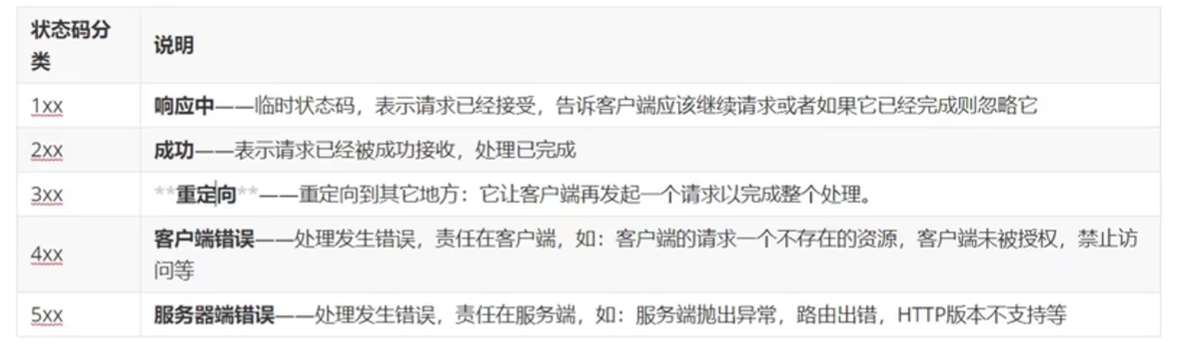 状态码分
类
说明
1xx
响应中——临时状态码，表示请求已经接受，告诉客户端应该继续请求或者如果它已经完成则忽略它
2xx
成功——表示请求已经被成功接收，处理已完成
3xx
**重定向**——重定向到其它地方：它让客户端再发起一个请求以完成整个处理。
4xx
客户端错误——处理发生错误，责任在客户端，如：客户端的请求一个不存在的资源，客户端未被授权，禁止访
问等
5xx
服务器端错误——处理发生错误，责任在服务端，如：服务端抛出异常，路由出错，HTTP版本不支持等